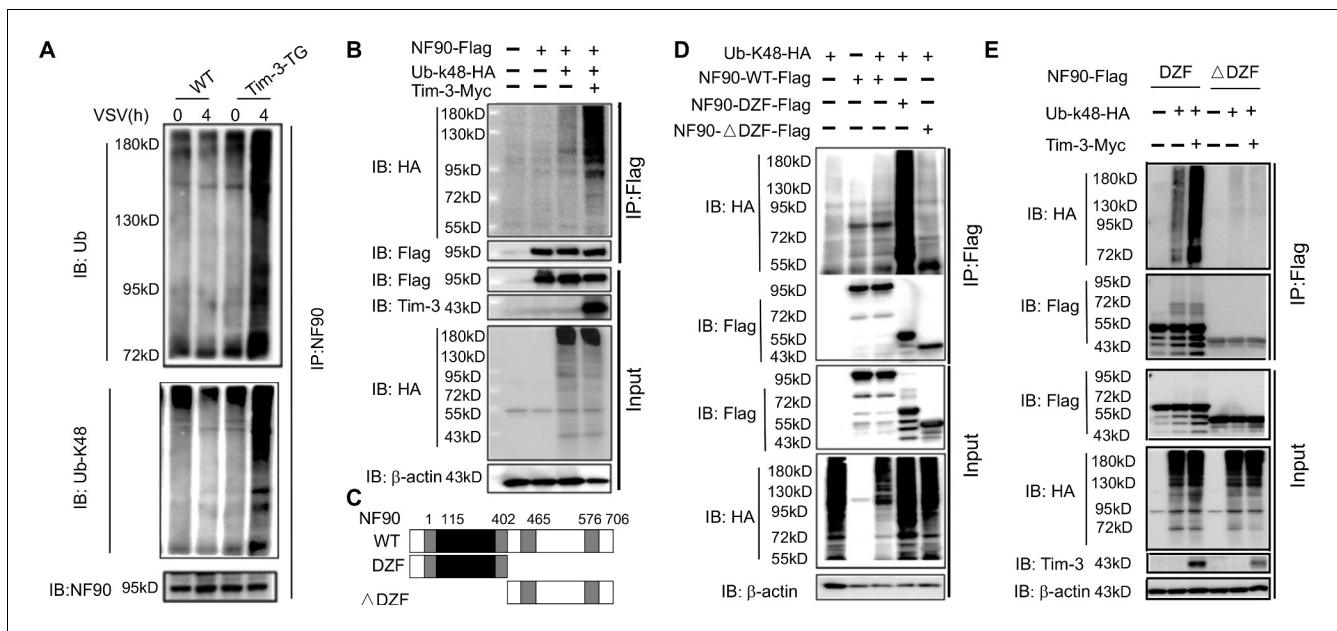 A
WT
Tim-3-TG
VSV(h) 0 4 0 4
180kD
130kD
95kD
72kD
IB: Ub
IB: Ub-K48
IB:NF90 95kD
IP:NF90
B
NF90-Flag − + + +
Ub-k48-HA − − + +
Tim-3-Myc − − − +
180kD
130kD
IB: HA 95kD
72kD
55kD
IB: Flag 95kD
IP:Flag
IB: Flag 95kD
IB: Tim-3 43kD
180kD
130kD
95kD
IB: HA 72kD
55kD
43kD
IB: β-actin 43kD
Input
C
NF90 1 115 402 465 576 706
WT
DZF
△DZF
D
Ub-K48-HA + − + + +
NF90-WT-Flag − + + − −
NF90-DZF-Flag − − − + −
NF90-△DZF-Flag − − − − +
180kD
130kD
95kD
IB: HA
72kD
55kD
95kD
72kD
IB: Flag
55kD
43kD
IP:Flag
95kD
72kD
IB: Flag
55kD
43kD
180kD
130kD
IB: HA 95kD
72kD
55kD
IB: β-actin
Input
E
NF90-Flag DZF △DZF
Ub-k48-HA − + + − + +
Tim-3-Myc − − + − − +
180kD
130kD
IB: HA 95kD
72kD
95kD
72kD
IB: Flag
55kD
43kD
IP:Flag
95kD
72kD
IB: Flag
55kD
43kD
180kD
130kD
IB: HA
95kD
72kD
IB: Tim-3 43kD
IB: β-actin 43kD
Input